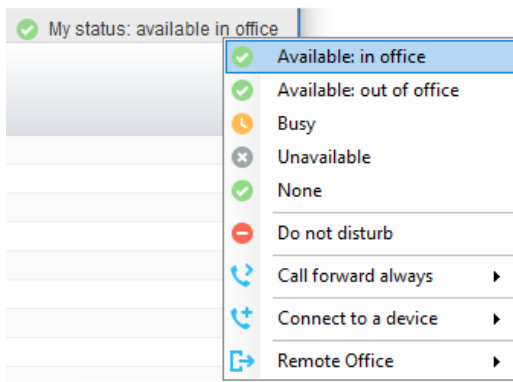 My status: available in office
Available: in office
Available: out of office
Busy
Unavailable
None
Do not disturb
Call forward always
Connect to a device
Remote Office